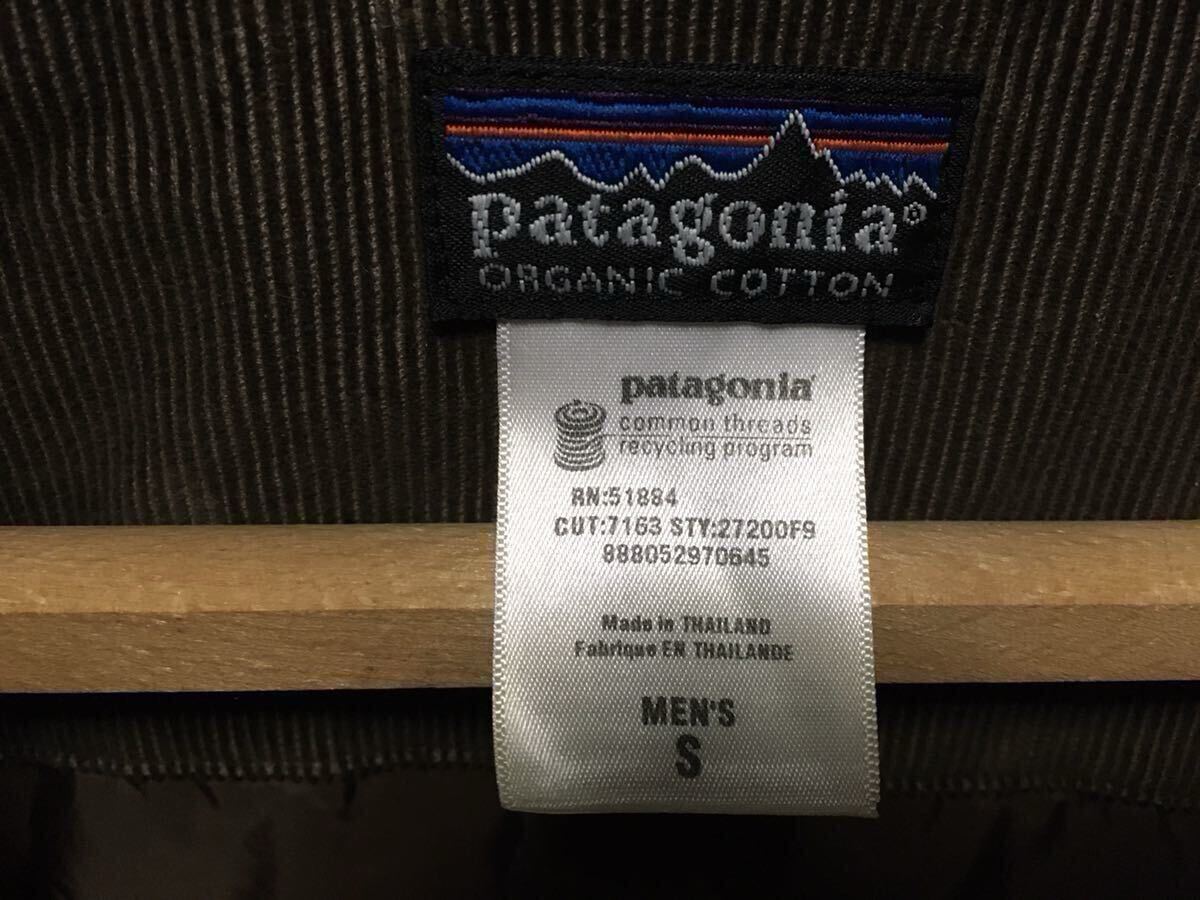 patagonia®
ORGANIC COTTON
patagonia
common threads
recycling program
RN:51884
CUT:7163 STY:27200F9
888052970645
Made in THAILAND
Fabrique EN THAILANDE
MEN'S
S